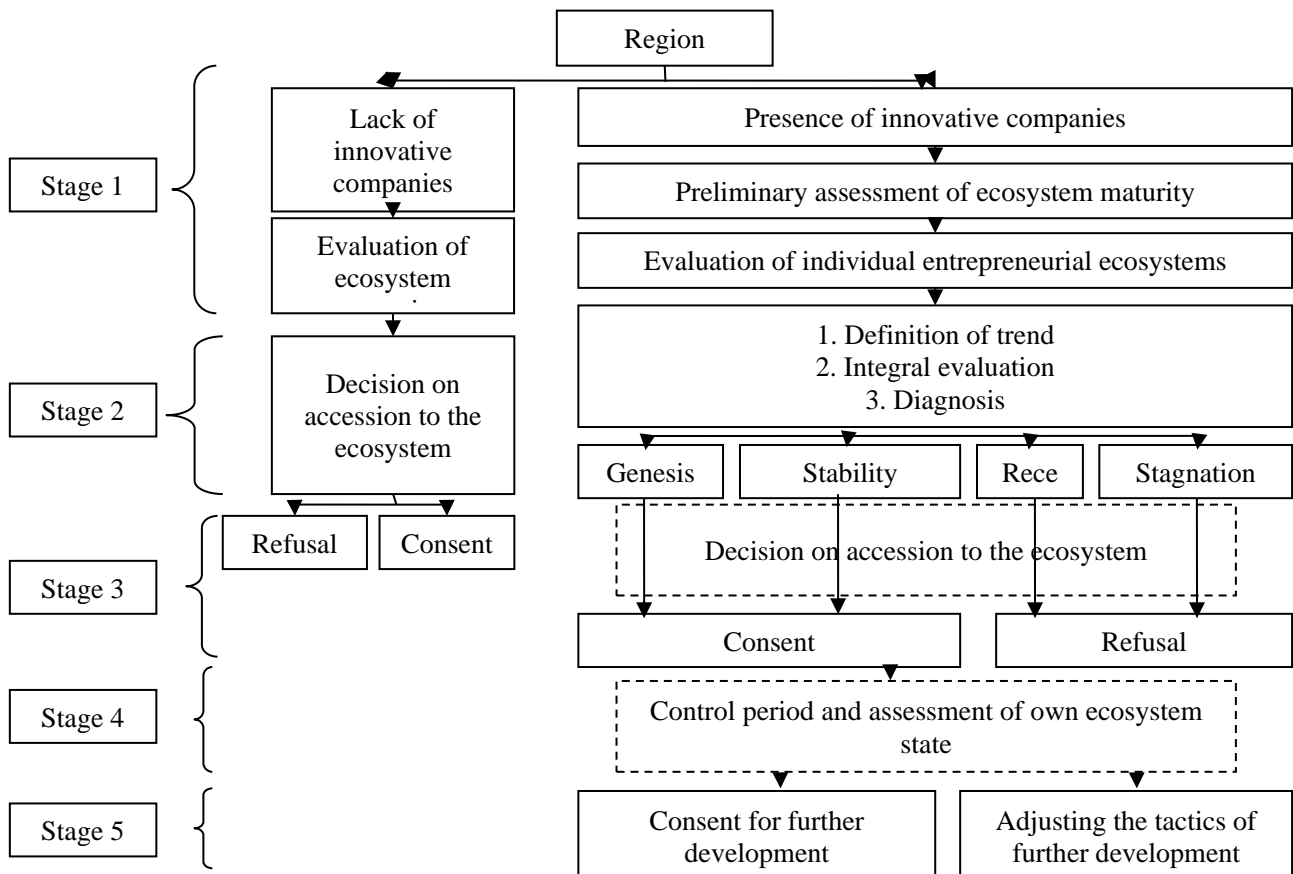 Region
Lack of
innovative
companies
Presence of innovative companies
Stage 1
Preliminary assessment of ecosystem maturity
Evaluation of
ecosystem
Evaluation of individual entrepreneurial ecosystems
1. Definition of trend
2. Integral evaluation
3. Diagnosis
Stage 2
Decision on
accession to the
ecosystem
Genesis
Stability
Rece
Stagnation
Refusal
Consent
Decision on accession to the ecosystem
Stage 3
Consent
Refusal
Stage 4
Control period and assessment of own ecosystem
state
Stage 5
Consent for further
development
Adjusting the tactics of
further development